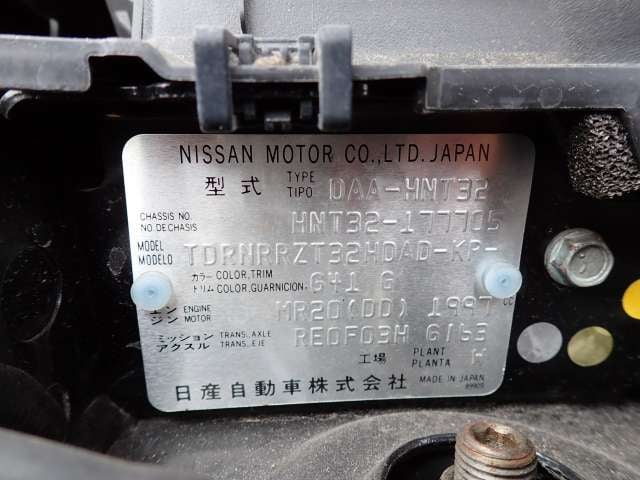 NISSAN MOTOR CO.,LTD. JAPAN
型式 TYPE TIPO DAA-HNT32
CHASSIS NO. NO. DE CHASIS HNT32-177705
MODEL MODELO TDRNRRZT32HDAD-KP-
カラー COLOR, TRIM
トリム COLOR, GUARNICION G41 G
エンジン ENGINE MOTOR MR20(DD) 1997 CC
ミッション TRANS., AXLE
アクスル TRANS., EJE RE0F03H 6/63
工場 PLANT PLANTA K
日産自動車株式会社 MADE IN JAPAN